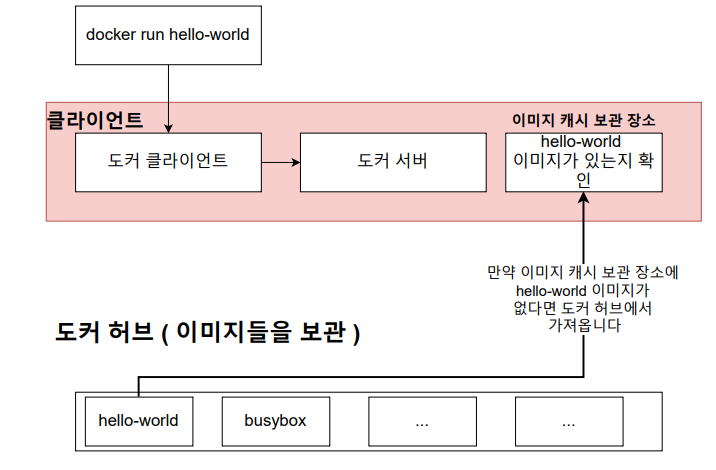 docker run hello-world
클라이언트
이미지 캐시 보관 장소
도커 클라이언트
도커 서버
hello-world
이미지가 있는지 확
인
만약 이미지 캐시 보관 장소에
hello-world 이미지가
없다면 도커 허브에서
가져옵니다
도커 허브 ( 이미지들을 보관 )
hello-world
busybox
...
...